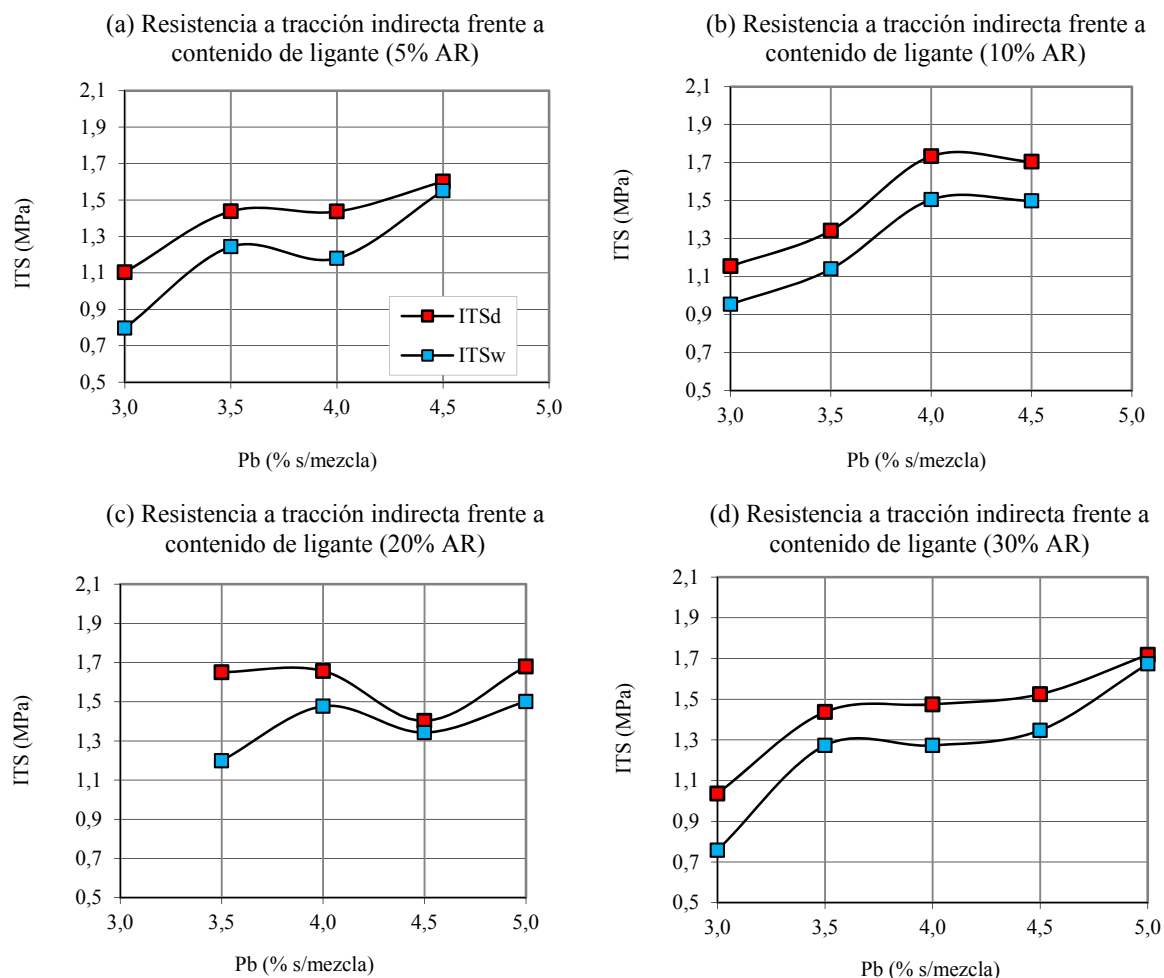 (a) Resistencia a tracción indirecta frente a
contenido de ligante (5% AR)
2,1
1,9
1,7
1,5
1,3
1,1
0,9
0,7
0,5
ITS (MPa)
ITSd
ITSw
3,0 3,5 4,0 4,5 5,0
Pb (% s/mezcla)
(b) Resistencia a tracción indirecta frente a
contenido de ligante (10% AR)
2,1
1,9
1,7
1,5
1,3
1,1
0,9
0,7
0,5
ITS (MPa)
3,0 3,5 4,0 4,5 5,0
Pb (% s/mezcla)
(c) Resistencia a tracción indirecta frente a
contenido de ligante (20% AR)
2,1
1,9
1,7
1,5
1,3
1,1
0,9
0,7
0,5
ITS (MPa)
3,0 3,5 4,0 4,5 5,0
Pb (% s/mezcla)
(d) Resistencia a tracción indirecta frente a
contenido de ligante (30% AR)
2,1
1,9
1,7
1,5
1,3
1,1
0,9
0,7
0,5
ITS (MPa)
3,0 3,5 4,0 4,5 5,0
Pb (% s/mezcla)